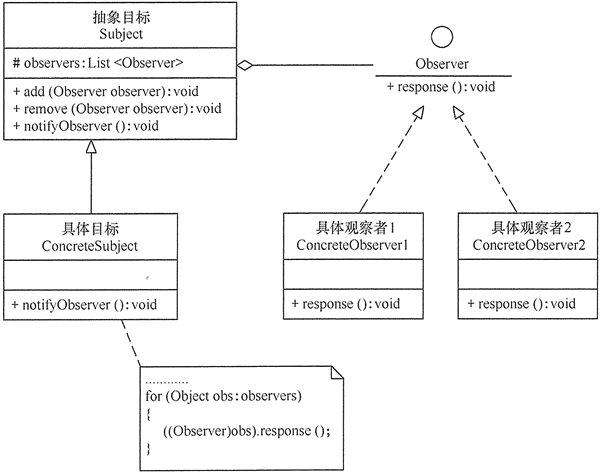 抽象目标
Subject
# observers:List <Observer>
+ add (Observer observer):void
+ remove (Observer observer):void
+ notifyObserver ():void
Observer
+ response ():void
具体目标
ConcreteSubject
+ notifyObserver ():void
具体观察者1
ConcreteObserver1
+ response ():void
具体观察者2
ConcreteObserver2
+ response ():void
............
for (Object obs:observers)
{
((Observer)obs).response ();
}